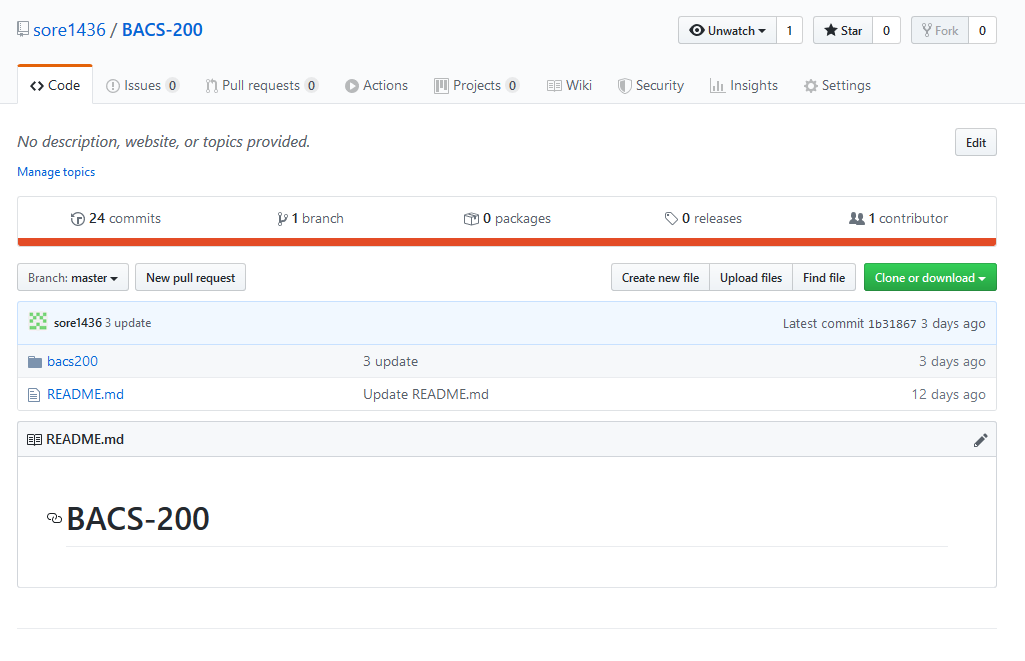 sore1436 / BACS-200
Unwatch 1 Star 0 Fork 0
Code Issues 0 Pull requests 0 Actions Projects 0 Wiki Security Insights Settings
No description, website, or topics provided. Edit
Manage topics
24 commits 1 branch 0 packages 0 releases 1 contributor
Branch: master New pull request Create new file Upload files Find file Clone or download
sore1436 3 update Latest commit 1b31867 3 days ago
bacs200 3 update 3 days ago
README.md Update README.md 12 days ago
README.md
BACS-200